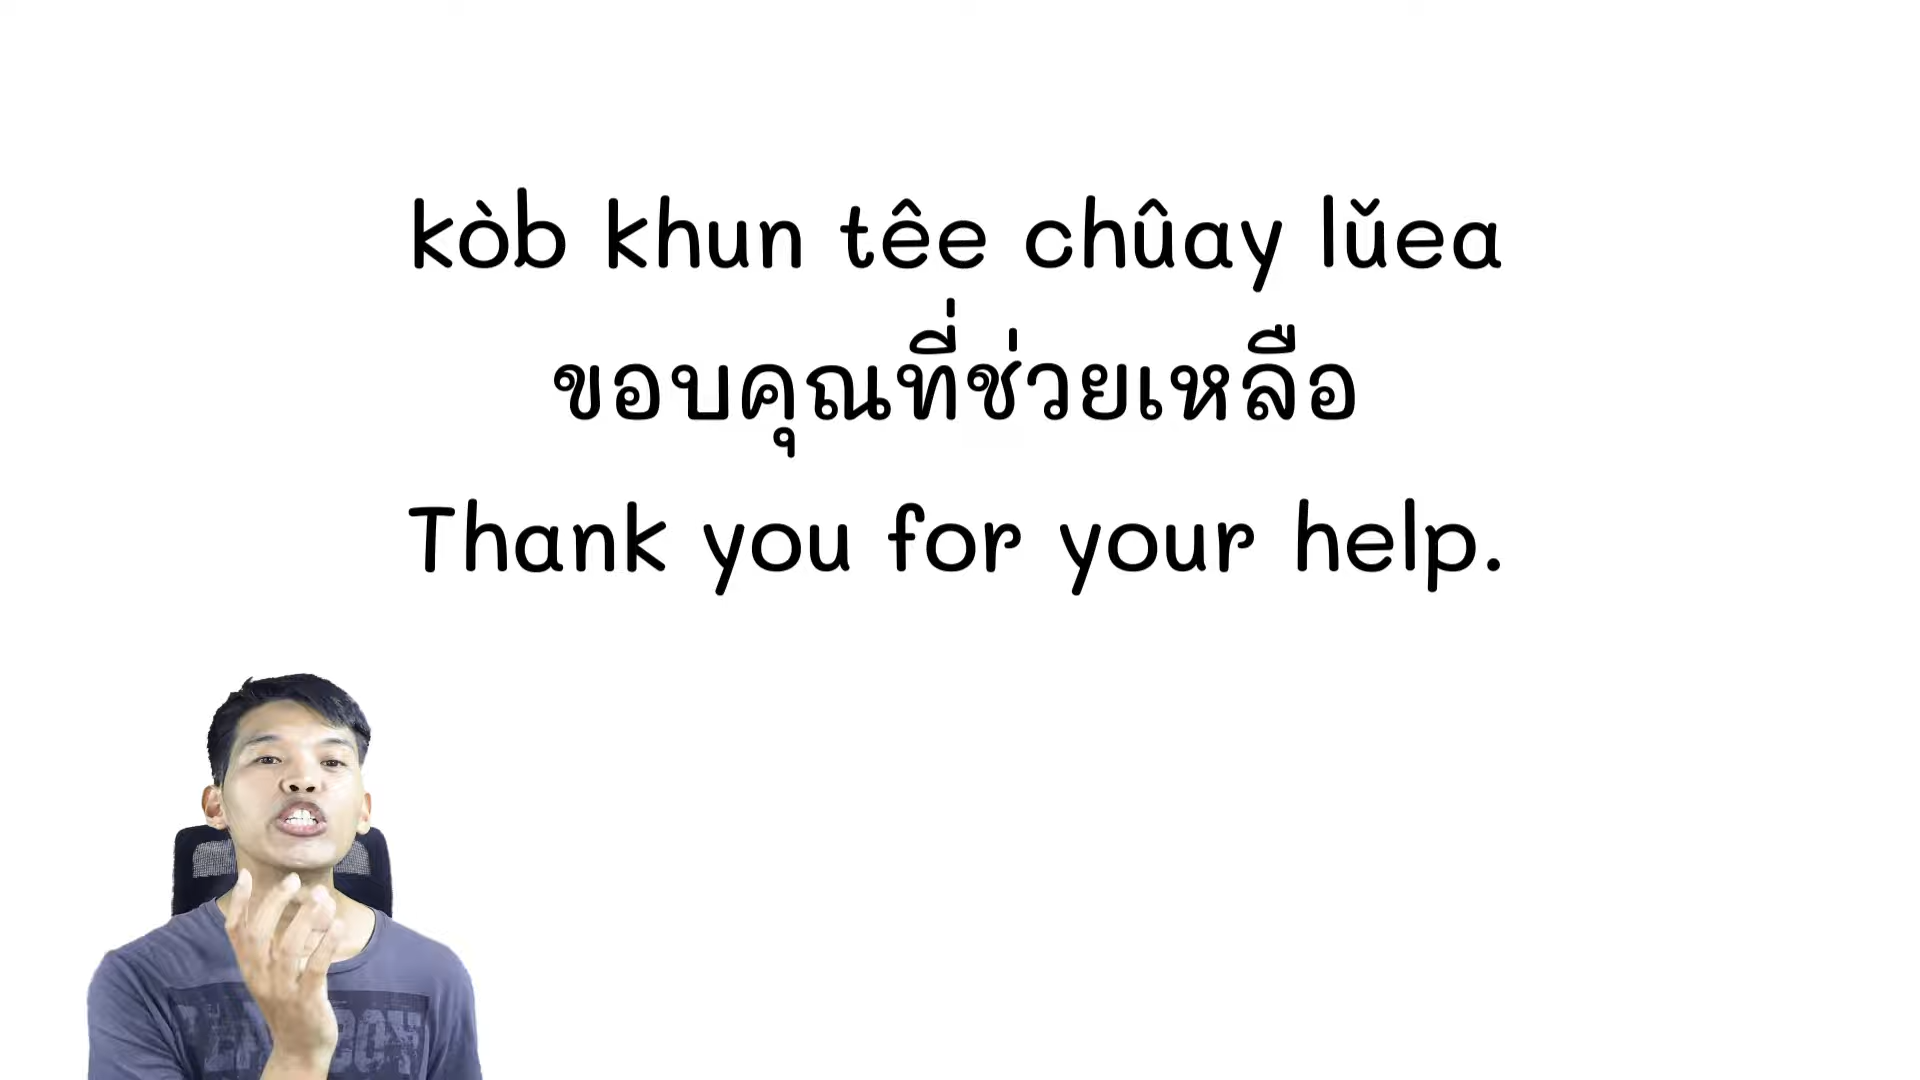 kòb khun têe chûay lǔea
ขอบคุณที่ช่วยเหลือ
Thank you for your help.